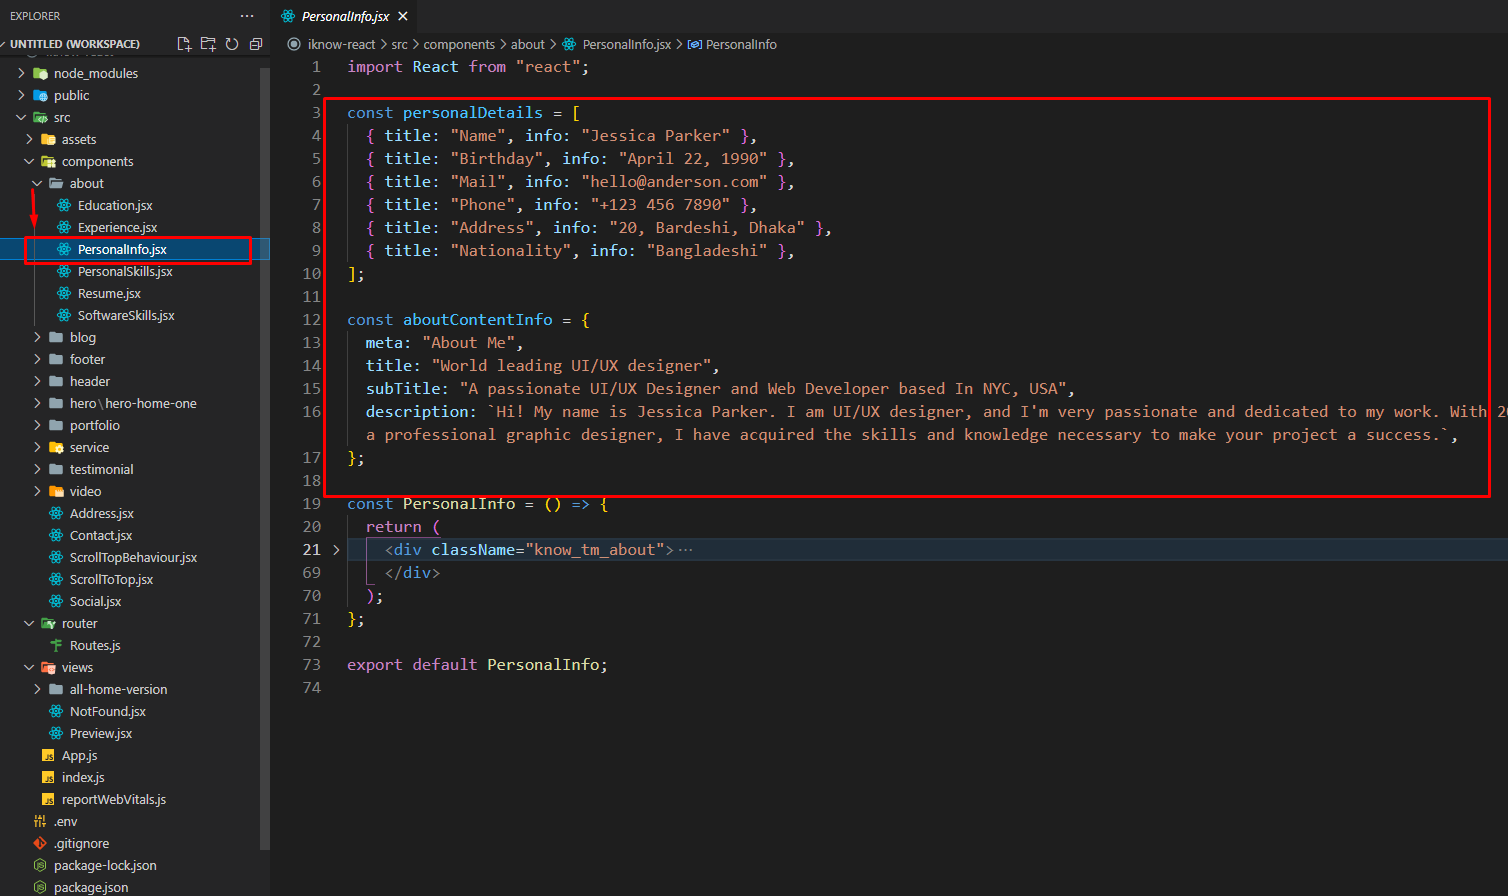 EXPLORER
UNTITLED (WORKSPACE)
node_modules
public
src
assets
components
about
Education.jsx
Experience.jsx
PersonalInfo.jsx
PersonalSkills.jsx
Resume.jsx
SoftwareSkills.jsx
blog
footer
header
hero\hero-home-one
portfolio
service
testimonial
video
Address.jsx
Contact.jsx
ScrollTopBehaviour.jsx
ScrollToTop.jsx
Social.jsx
router
Routes.js
views
all-home-version
NotFound.jsx
Preview.jsx
App.js
index.js
reportWebVitals.js
.env
.gitignore
package-lock.json
package.json
PersonalInfo.jsx
iknow-react > src > components > about > PersonalInfo.jsx > PersonalInfo
1 import React from "react";
2
3 const personalDetails = [
4 { title: "Name", info: "Jessica Parker" },
5 { title: "Birthday", info: "April 22, 1990" },
6 { title: "Mail", info: "hello@anderson.com" },
7 { title: "Phone", info: "+123 456 7890" },
8 { title: "Address", info: "20, Bardeshi, Dhaka" },
9 { title: "Nationality", info: "Bangladeshi" },
10 ];
11
12 const aboutContentInfo = {
13 meta: "About Me",
14 title: "World leading UI/UX designer",
15 subTitle: "A passionate UI/UX Designer and Web Developer based In NYC, USA",
16 description: `Hi! My name is Jessica Parker. I am UI/UX designer, and I'm very passionate and dedicated to my work. With
a professional graphic designer, I have acquired the skills and knowledge necessary to make your project a success.`,
17 };
18
19 const PersonalInfo = () => {
20 return (
21 <div className="know_tm_about">…
69 </div>
70 );
71 };
72
73 export default PersonalInfo;
74